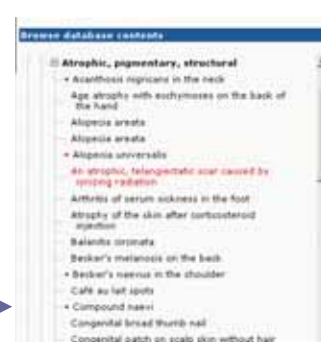 Browse database contents
Atrophic, pigmentary, structural
• Acanthosis nigricans in the neck
Age atrophy with ecchymoses on the back of
the hand
Alopecia areata
Alopecia areata
• Alopecia universalis
An atrophic, telangiectatic scar caused by
ionizing radiation
Arthritis of serum sickness in the foot
Atrophy of the skin after corticosteroid
injection
Balanitis circinata
Becker's melanosis on the back
• Becker's naevus in the shoulder
Café au lait spots
• Compound naevi
Congenital broad thumb nail
Congenital patch on scalp skin without hair